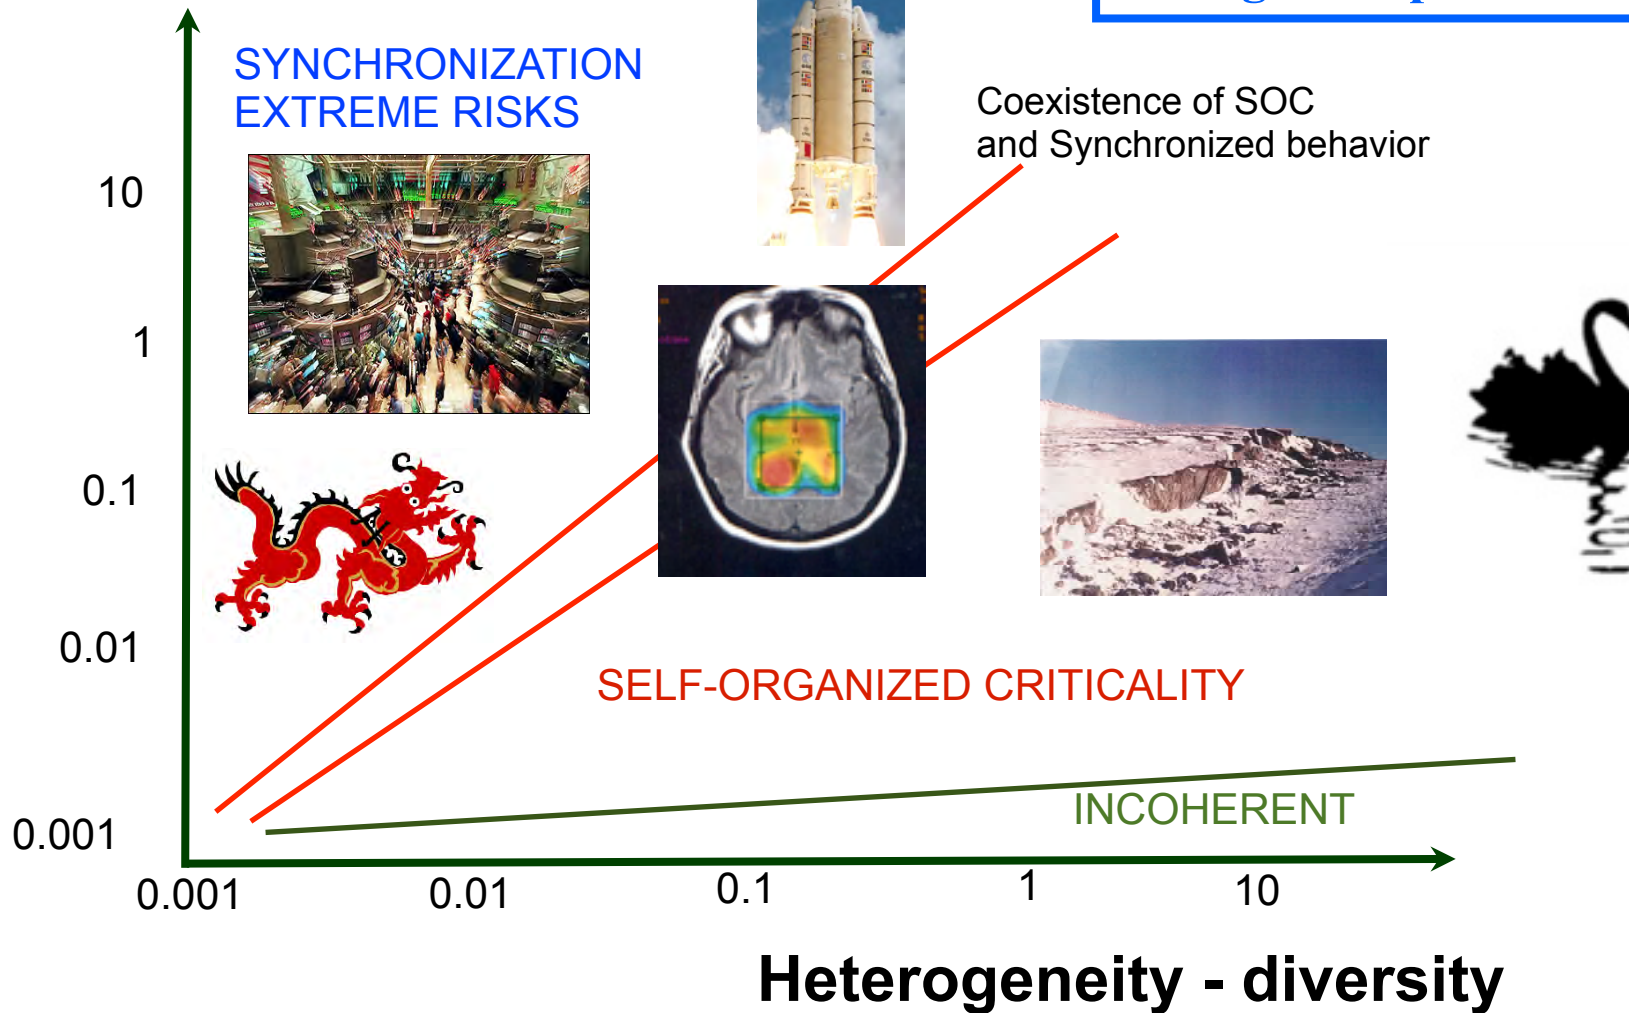 SYNCHRONIZATION
EXTREME RISKS
Coexistence of SOC
and Synchronized behavior
10
1
0.1
0.01
0.001
SELF-ORGANIZED CRITICALITY
INCOHERENT
0.001 0.01 0.1 1 10
Heterogeneity - diversity